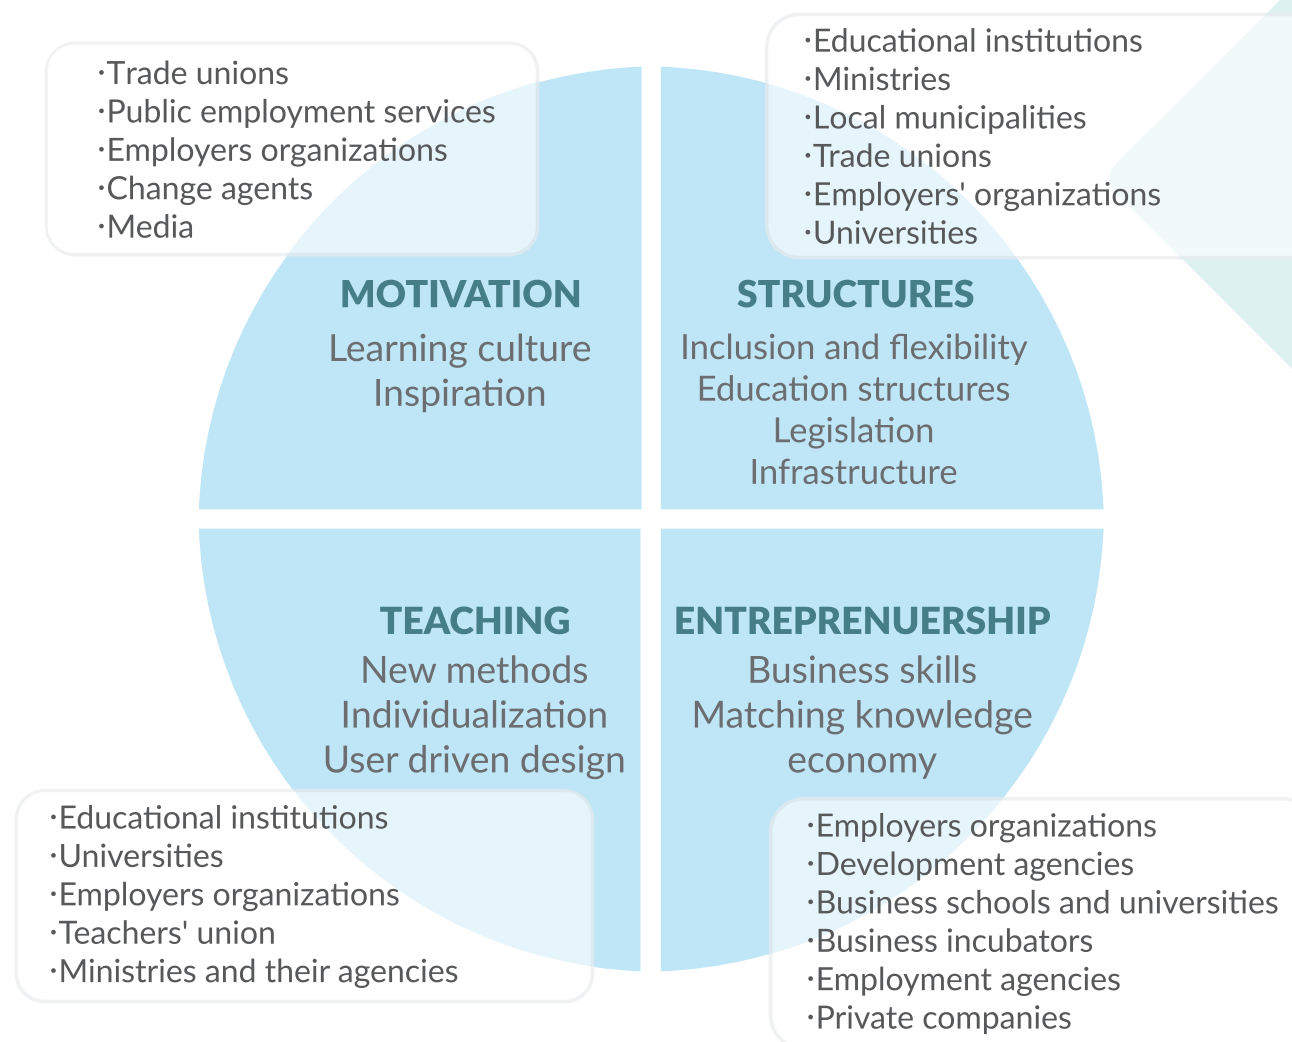 ·Trade unions
·Public employment services
·Employers organizations
·Change agents
·Media
MOTIVATION
Learning culture
Inspiration
·Educational institutions
·Ministries
·Local municipalities
·Trade unions
·Employers' organizations
·Universities
STRUCTURES
Inclusion and flexibility
Education structures
Legislation
Infrastructure
TEACHING
New methods
Individualization
User driven design
·Educational institutions
·Universities
·Employers organizations
·Teachers' union
·Ministries and their agencies
ENTREPRENUERSHIP
Business skills
Matching knowledge
economy
·Employers organizations
·Development agencies
·Business schools and universities
·Business incubators
·Employment agencies
·Private companies